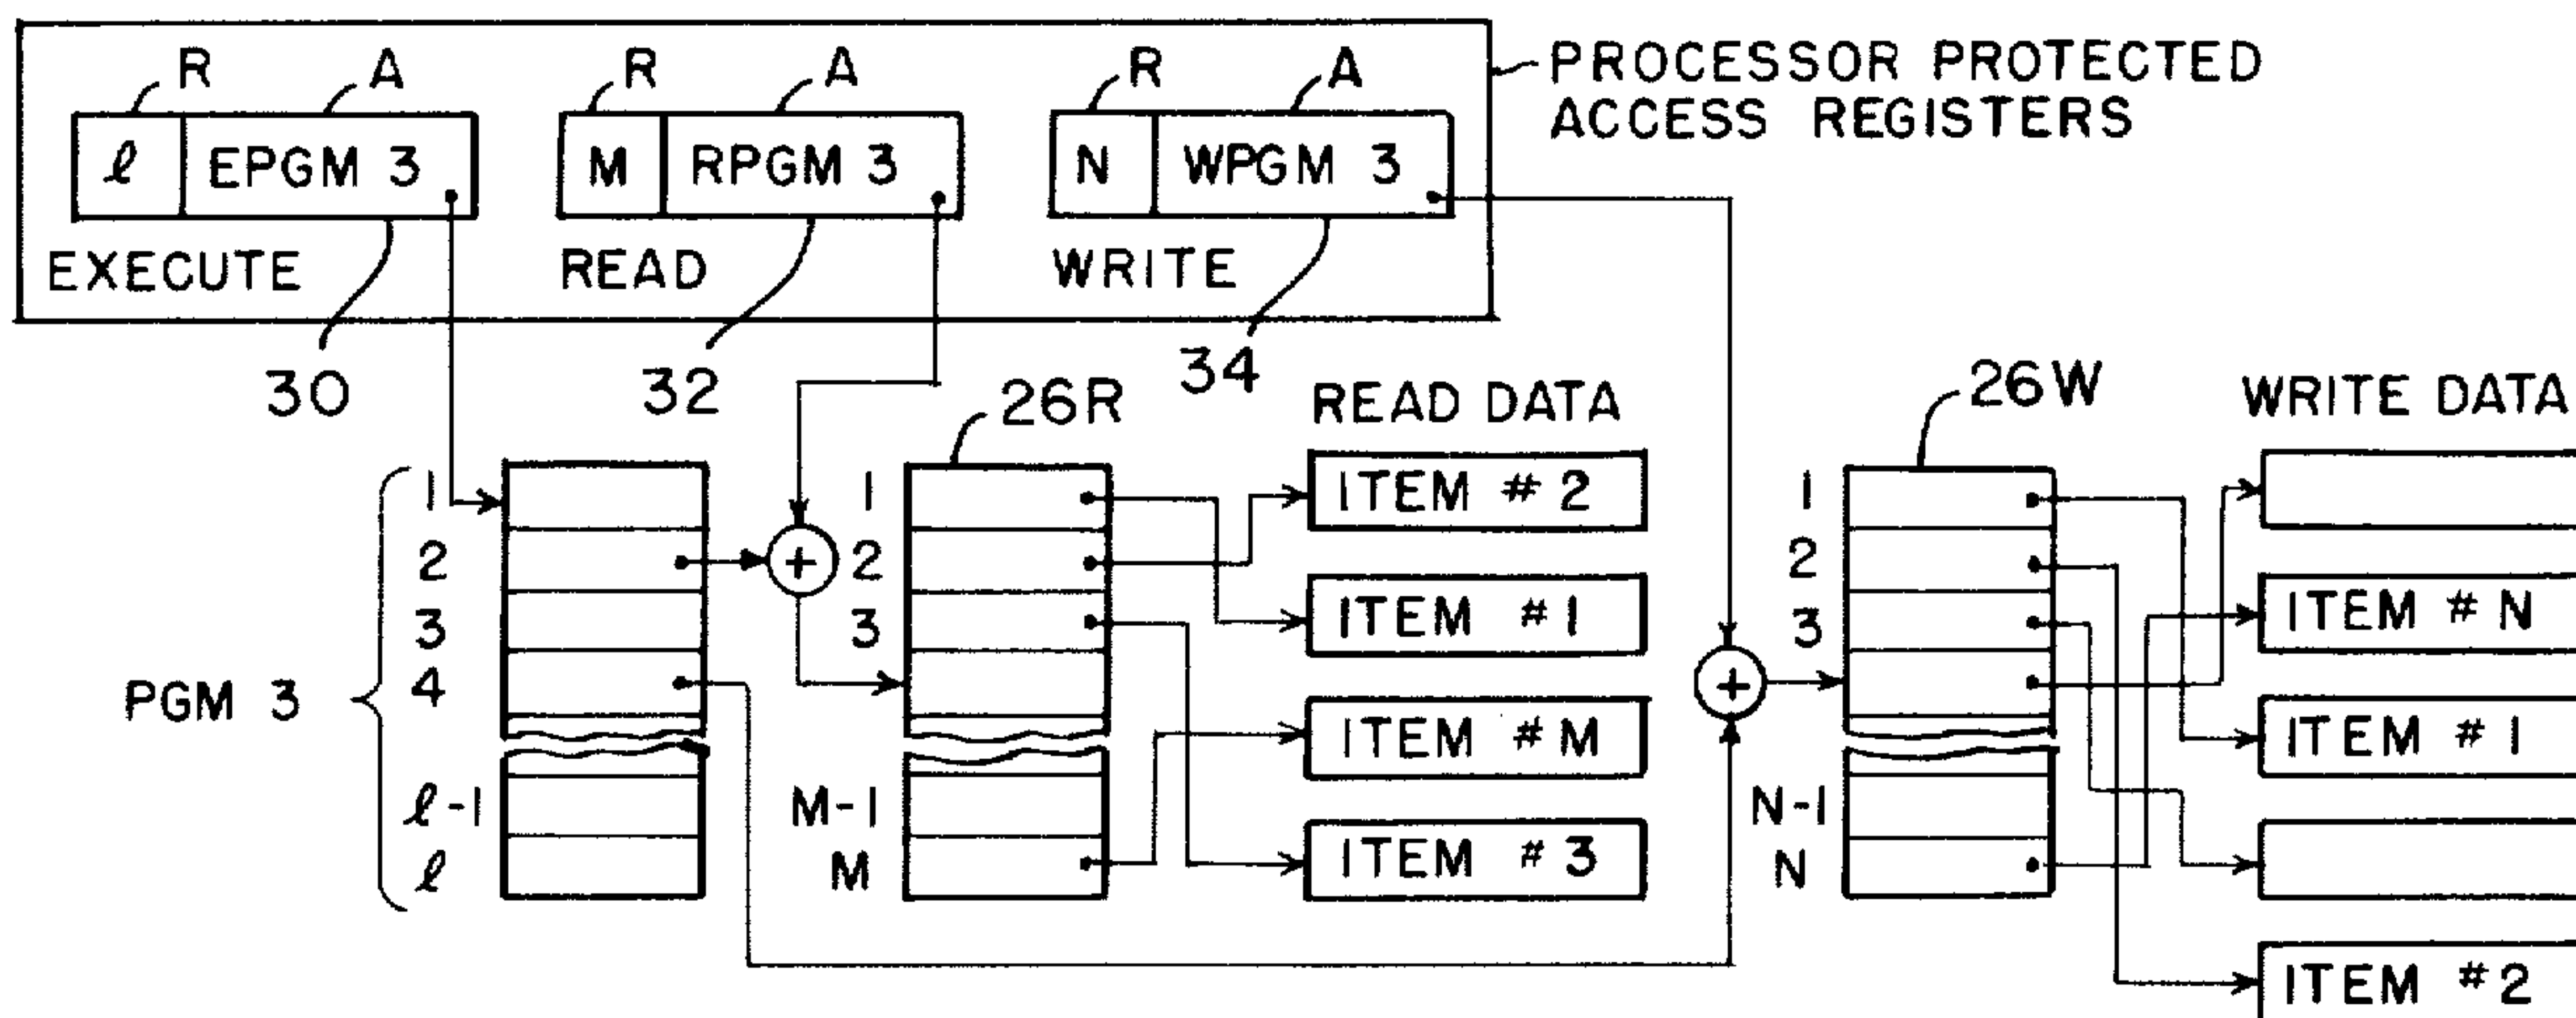 R A R A R A
PROCESSOR PROTECTED
ACCESS REGISTERS
ℓ EPGM 3 M RPGM 3 N WPGM 3
EXECUTE READ WRITE
30 32 34
26R READ DATA 26W WRITE DATA
1 1 ITEM #2 1
2 + 2 2
3 3 ITEM #1 3 ITEM #N
PGM 3 4 +
ITEM #M ITEM #1
ℓ-1 M-1 N-1
ℓ M ITEM #3 N
ITEM #2